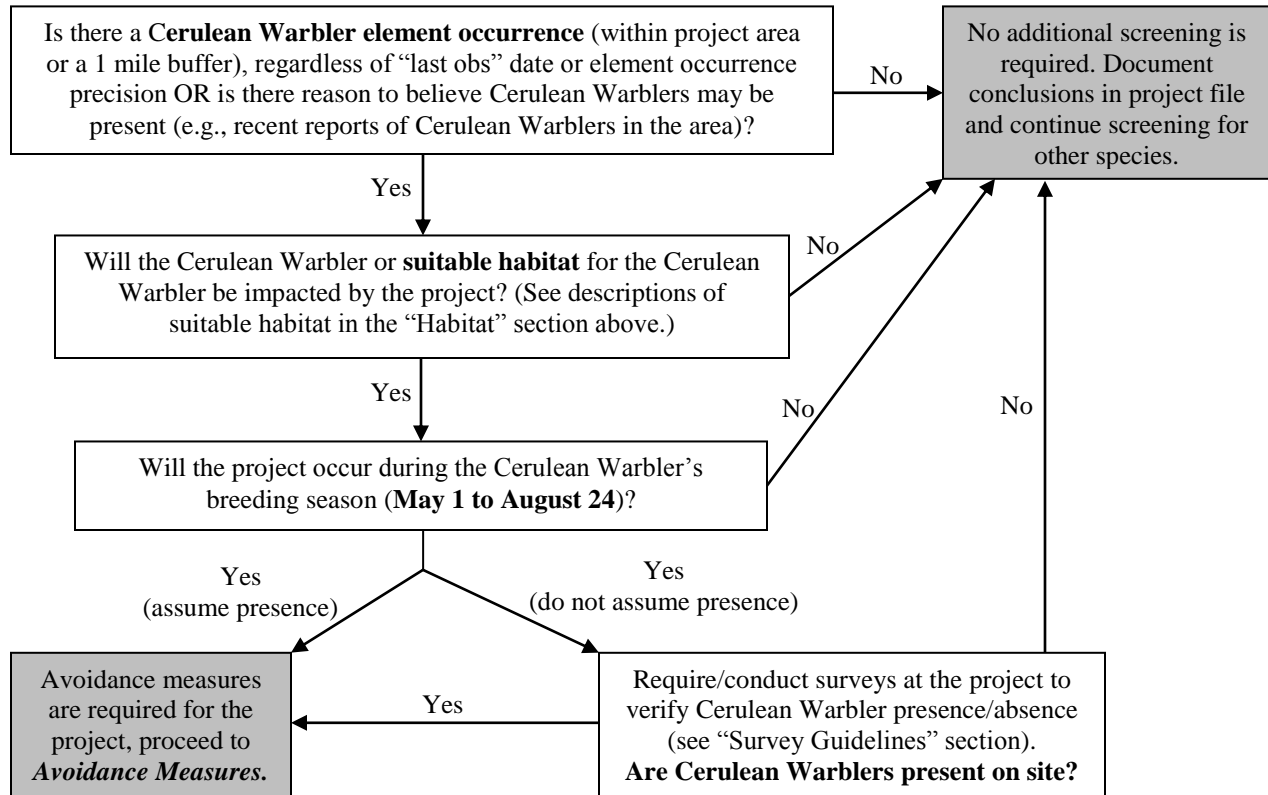 Is there a Cerulean Warbler element occurrence (within project area
or a 1 mile buffer), regardless of “last obs” date or element occurrence
precision OR is there reason to believe Cerulean Warblers may be
present (e.g., recent reports of Cerulean Warblers in the area)?
No
No additional screening is
required. Document
conclusions in project file
and continue screening for
other species.
Yes
No
Will the Cerulean Warbler or suitable habitat for the Cerulean
Warbler be impacted by the project? (See descriptions of
suitable habitat in the “Habitat” section above.)
Yes
No
No
Will the project occur during the Cerulean Warbler’s
breeding season (May 1 to August 24)?
Yes
(assume presence)
Yes
(do not assume presence)
Avoidance measures
are required for the
project, proceed to
Avoidance Measures.
Yes
Require/conduct surveys at the project to
verify Cerulean Warbler presence/absence
(see “Survey Guidelines” section).
Are Cerulean Warblers present on site?